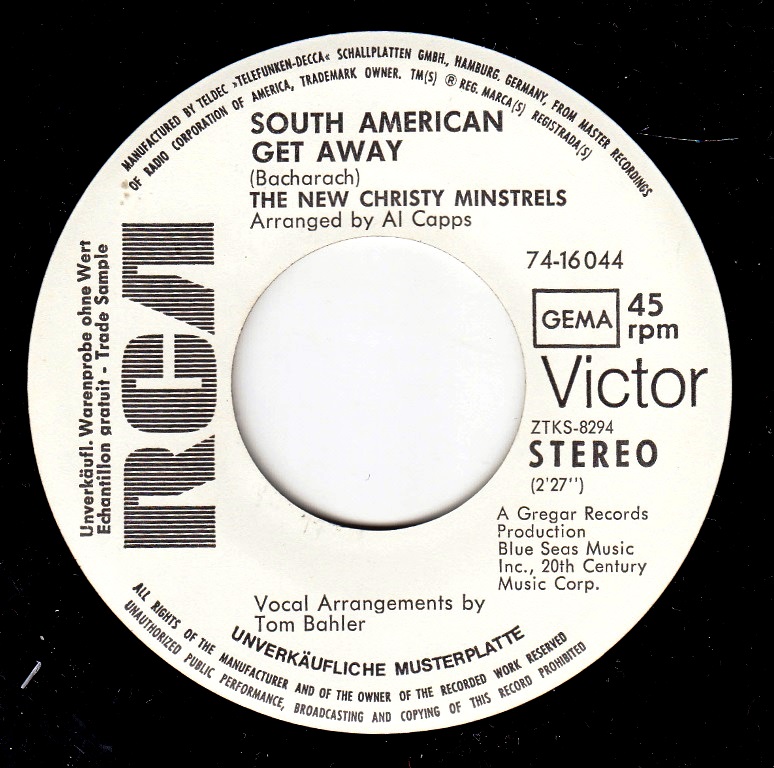 MANUFACTURED BY TELDEC »TELEFUNKEN-DECCA« SCHALLPLATTEN GMBH., HAMBURG. GERMANY, FROM MASTER RECORDINGS
OF RADIO CORPORATION OF AMERICA, TRADEMARK OWNER. TM(S) ® REG. MARCA(S) REGISTRADA(S)
SOUTH AMERICAN
GET AWAY
(Bacharach)
THE NEW CHRISTY MINSTRELS
Arranged by Al Capps
Unverkäufl. Warenprobe ohne Wert
Echantillon gratuit - Trade Sample
RCA
74-16044
GEMA
45
rpm
Victor
ZTKS-8294
STEREO
(2'27'')
A Gregar Records
Production
Blue Seas Music
Inc., 20th Century
Music Corp.
Vocal Arrangements by
Tom Bahler
UNVERKÄUFLICHE MUSTERPLATTE
ALL RIGHTS OF THE MANUFACTURER AND OF THE OWNER OF THE RECORDED WORK RESERVED
UNAUTHORIZED PUBLIC PERFORMANCE, BROADCASTING AND COPYING OF THIS RECORD PROHIBITED